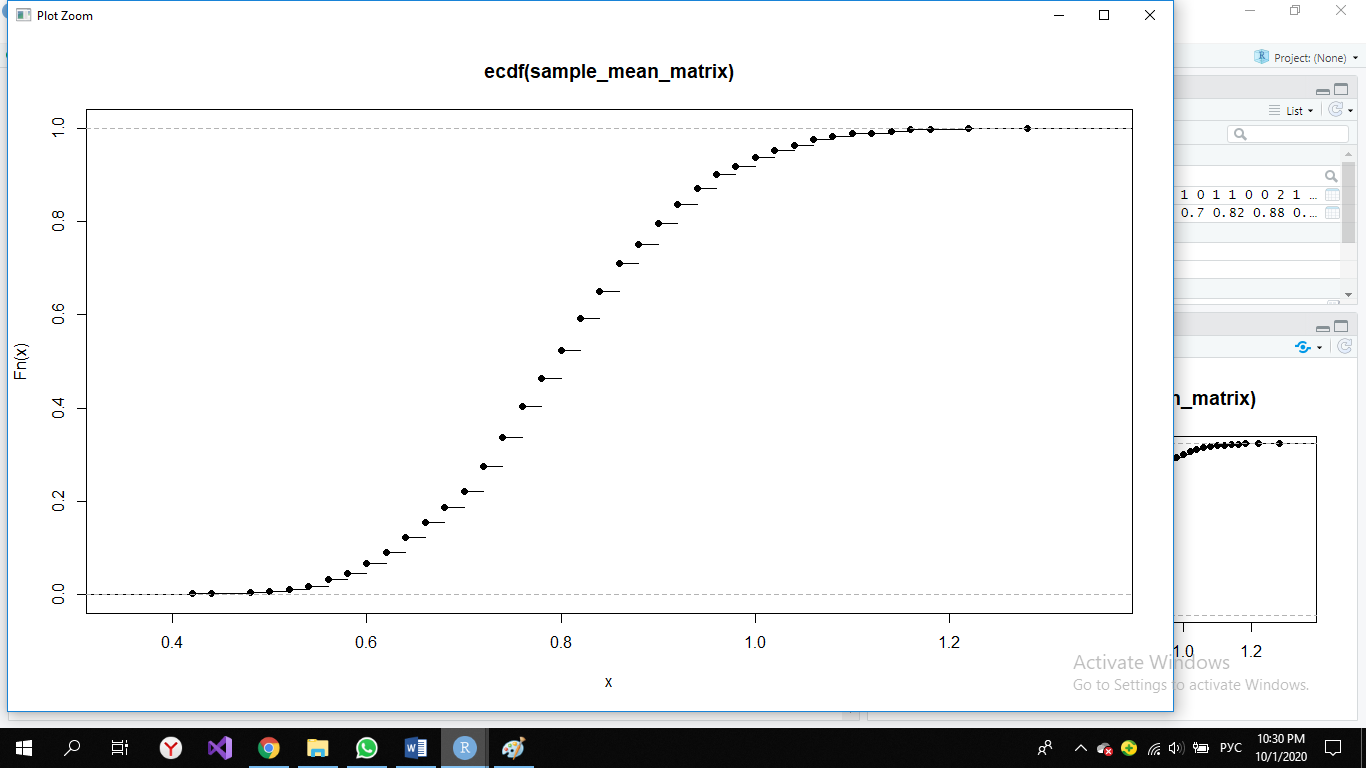 Plot Zoom
Project: (None)
ecdf(sample_mean_matrix)
List
1 0 1 1 0 0 2 1 …
0.7 0.82 0.88 0.…
1.0
0.8
0.6
0.4
0.2
0.0
Fn(x)
0.4 0.6 0.8 1.0 1.2
x
_matrix)
1.0 1.2
Activate Windows
Go to Settings to activate Windows.
W
R
РУС
10:30 PM
10/1/2020